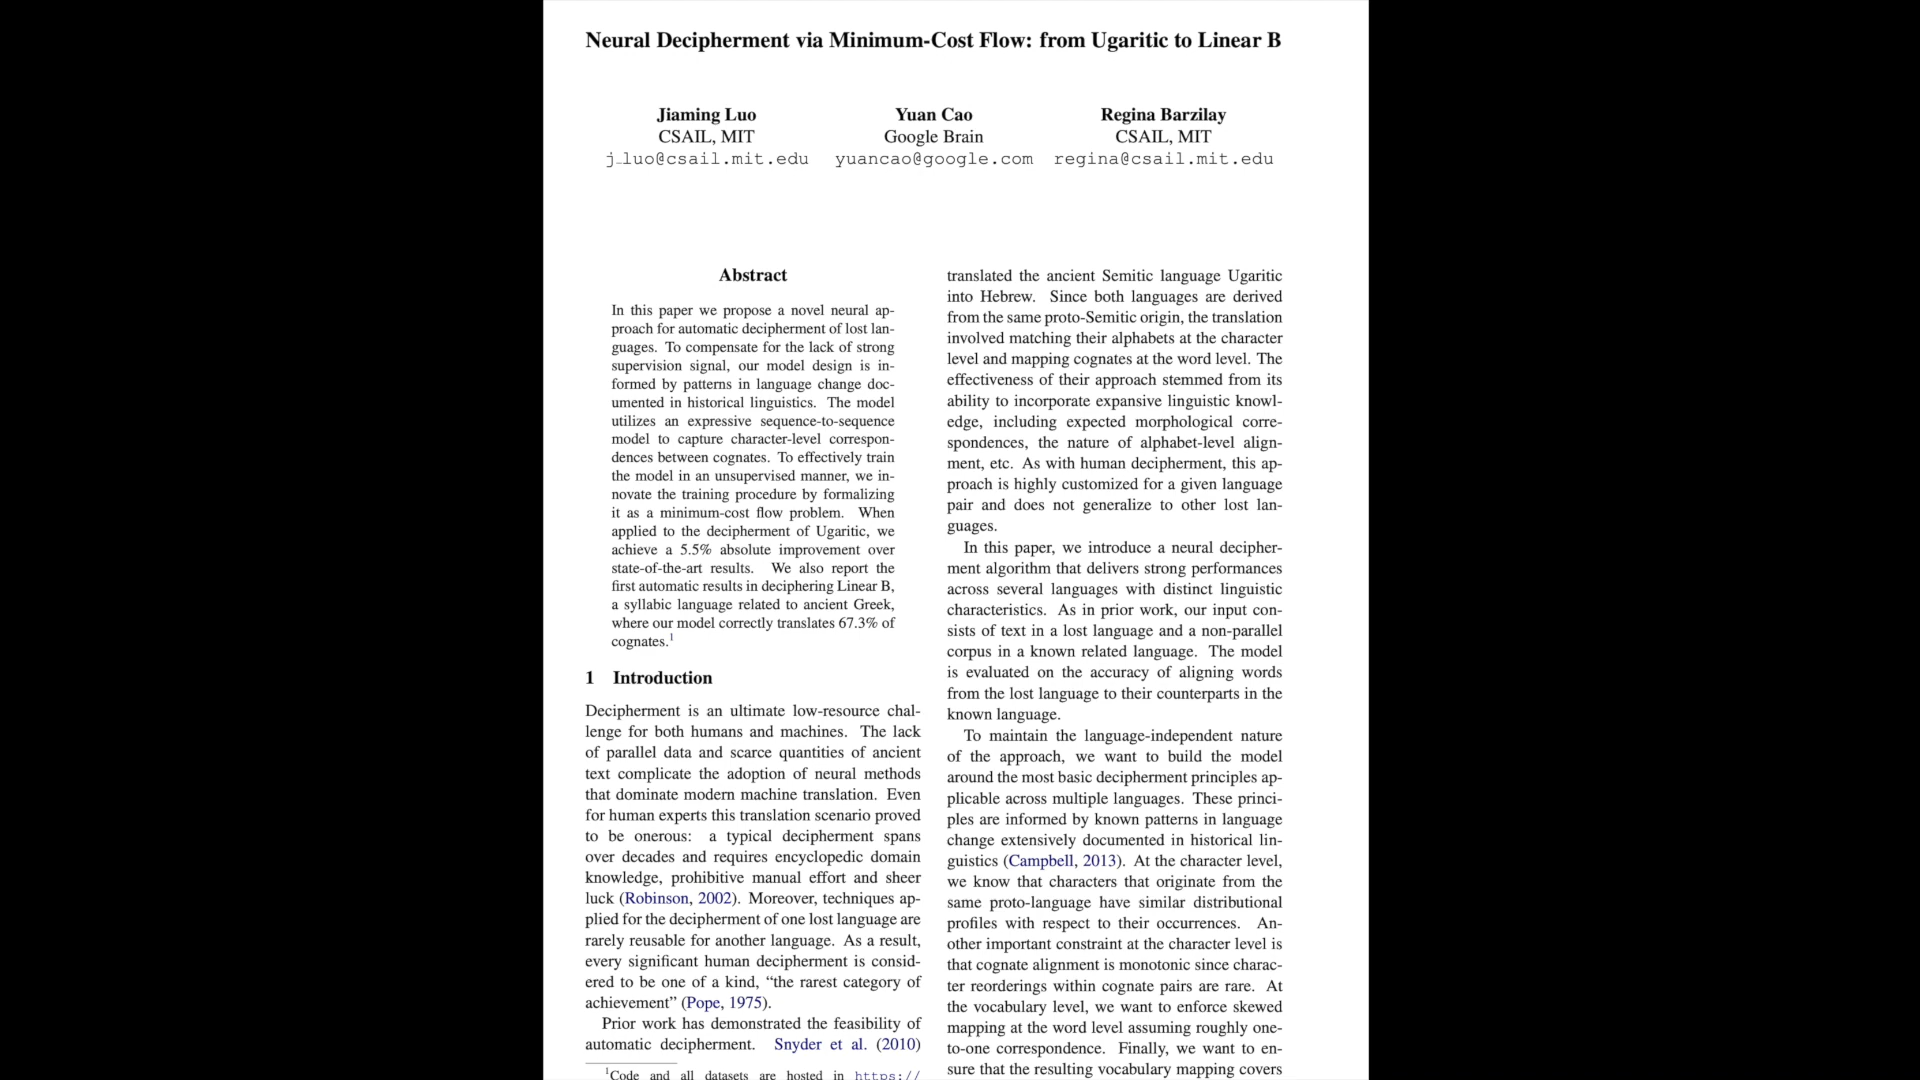 Neural Decipherment via Minimum-Cost Flow: from Ugaritic to Linear B
Jiaming Luo
CSAIL, MIT
j_luo@csail.mit.edu
Yuan Cao
Google Brain
yuancao@google.com
Regina Barzilay
CSAIL, MIT
regina@csail.mit.edu
Abstract
In this paper we propose a novel neural ap-
proach for automatic decipherment of lost lan-
guages. To compensate for the lack of strong
supervision signal, our model design is in-
formed by patterns in language change doc-
umented in historical linguistics. The model
utilizes an expressive sequence-to-sequence
model to capture character-level correspon-
dences between cognates. To effectively train
the model in an unsupervised manner, we in-
novate the training procedure by formalizing
it as a minimum-cost flow problem. When
applied to the decipherment of Ugaritic, we
achieve a 5.5% absolute improvement over
state-of-the-art results. We also report the
first automatic results in deciphering Linear B,
a syllabic language related to ancient Greek,
where our model correctly translates 67.3% of
cognates.1
1 Introduction
Decipherment is an ultimate low-resource chal-
lenge for both humans and machines. The lack
of parallel data and scarce quantities of ancient
text complicate the adoption of neural methods
that dominate modern machine translation. Even
for human experts this translation scenario proved
to be onerous: a typical decipherment spans
over decades and requires encyclopedic domain
knowledge, prohibitive manual effort and sheer
luck (Robinson, 2002). Moreover, techniques ap-
plied for the decipherment of one lost language are
rarely reusable for another language. As a result,
every significant human decipherment is consid-
ered to be one of a kind, “the rarest category of
achievement” (Pope, 1975).
Prior work has demonstrated the feasibility of
automatic decipherment. Snyder et al. (2010)
1Code and all datasets are hosted in https://
translated the ancient Semitic language Ugaritic
into Hebrew. Since both languages are derived
from the same proto-Semitic origin, the translation
involved matching their alphabets at the character
level and mapping cognates at the word level. The
effectiveness of their approach stemmed from its
ability to incorporate expansive linguistic knowl-
edge, including expected morphological corre-
spondences, the nature of alphabet-level align-
ment, etc. As with human decipherment, this ap-
proach is highly customized for a given language
pair and does not generalize to other lost lan-
guages.
In this paper, we introduce a neural decipher-
ment algorithm that delivers strong performances
across several languages with distinct linguistic
characteristics. As in prior work, our input con-
sists of text in a lost language and a non-parallel
corpus in a known related language. The model
is evaluated on the accuracy of aligning words
from the lost language to their counterparts in the
known language.
To maintain the language-independent nature
of the approach, we want to build the model
around the most basic decipherment principles ap-
plicable across multiple languages. These princi-
ples are informed by known patterns in language
change extensively documented in historical lin-
guistics (Campbell, 2013). At the character level,
we know that characters that originate from the
same proto-language have similar distributional
profiles with respect to their occurrences. An-
other important constraint at the character level is
that cognate alignment is monotonic since charac-
ter reorderings within cognate pairs are rare. At
the vocabulary level, we want to enforce skewed
mapping at the word level assuming roughly one-
to-one correspondence. Finally, we want to en-
sure that the resulting vocabulary mapping covers